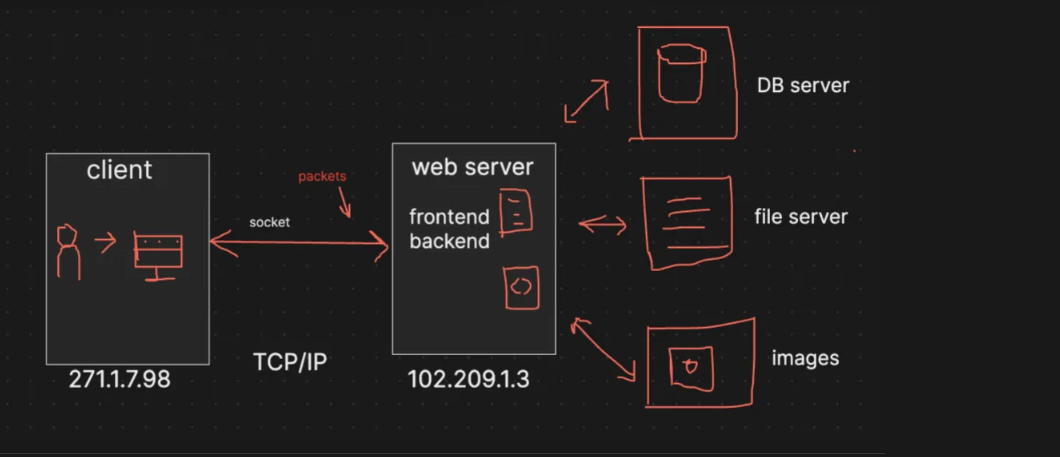 client
271.1.7.98
packets
socket
TCP/IP
web server
frontend
backend
102.209.1.3
DB server
file server
images